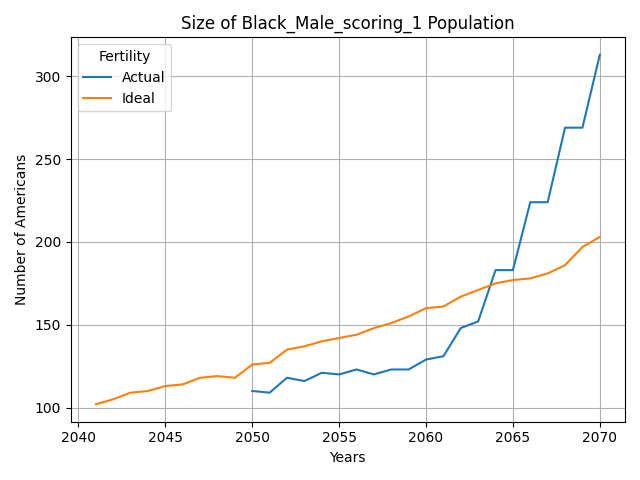 Size of Black_Male_scoring_1 Population
Fertility
Actual
Ideal
Number of Americans
300
250
200
150
100
2040 2045 2050 2055 2060 2065 2070
Years